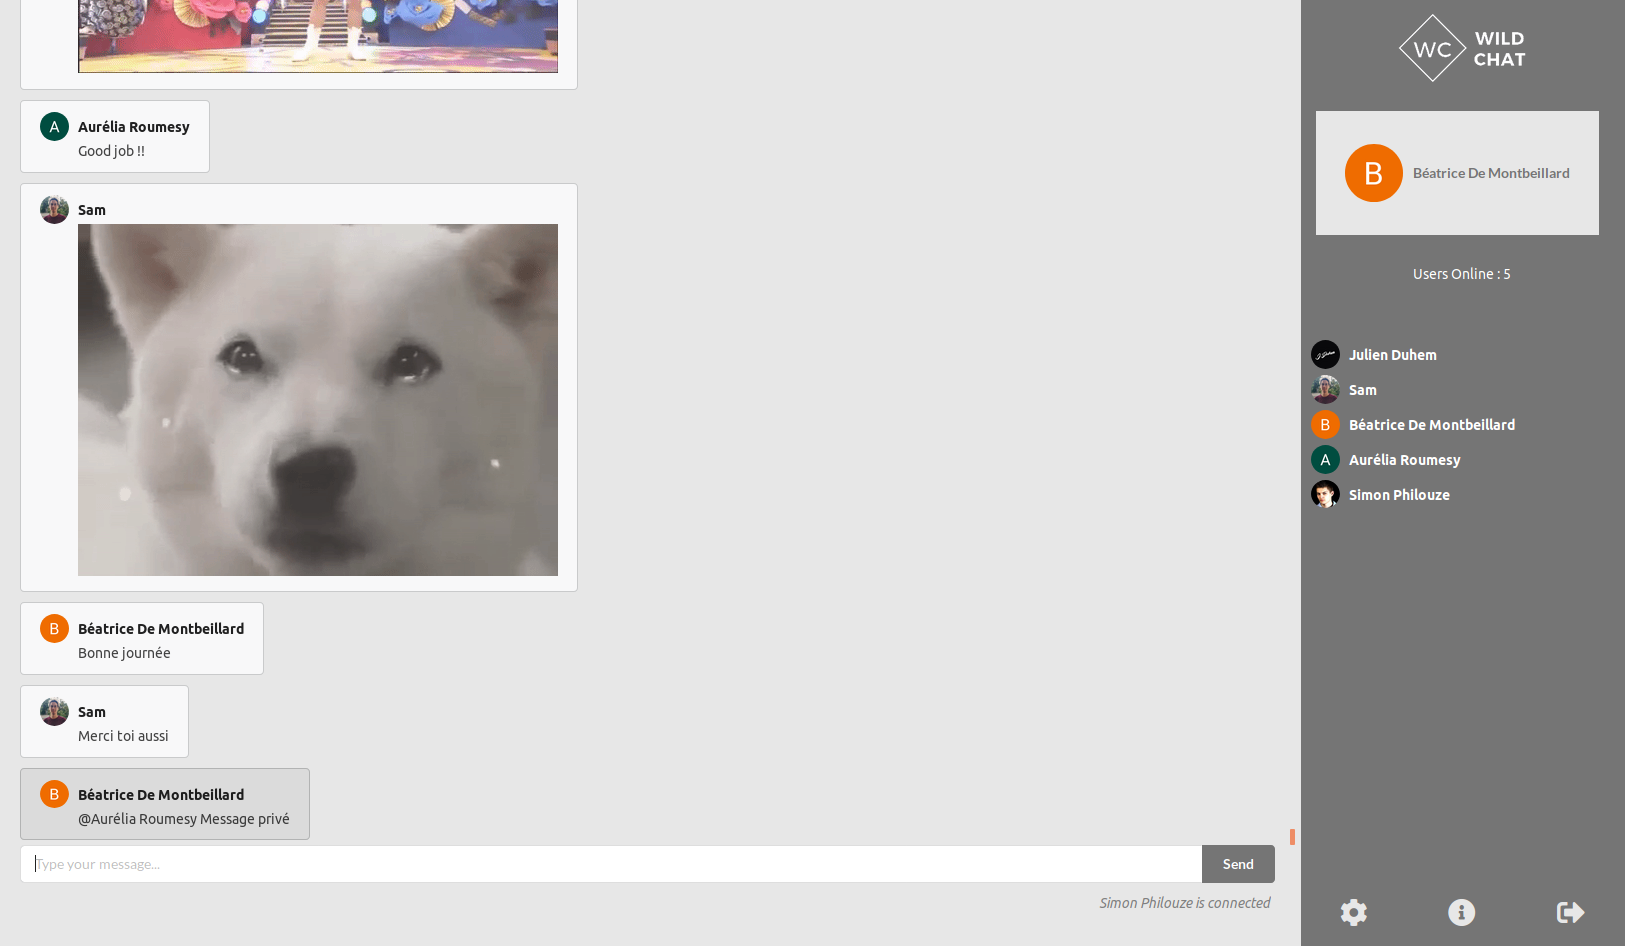 A Aurélia Roumesy
Good job !!
Sam
B Béatrice De Montbeillard
Bonne journée
Sam
Merci toi aussi
B Béatrice De Montbeillard
@Aurélia Roumesy Message privé
Type your message...
Send
Simon Philouze is connected
WC WILD
CHAT
B Béatrice De Montbeillard
Users Online : 5
Julien Duhem
Sam
B Béatrice De Montbeillard
A Aurélia Roumesy
Simon Philouze